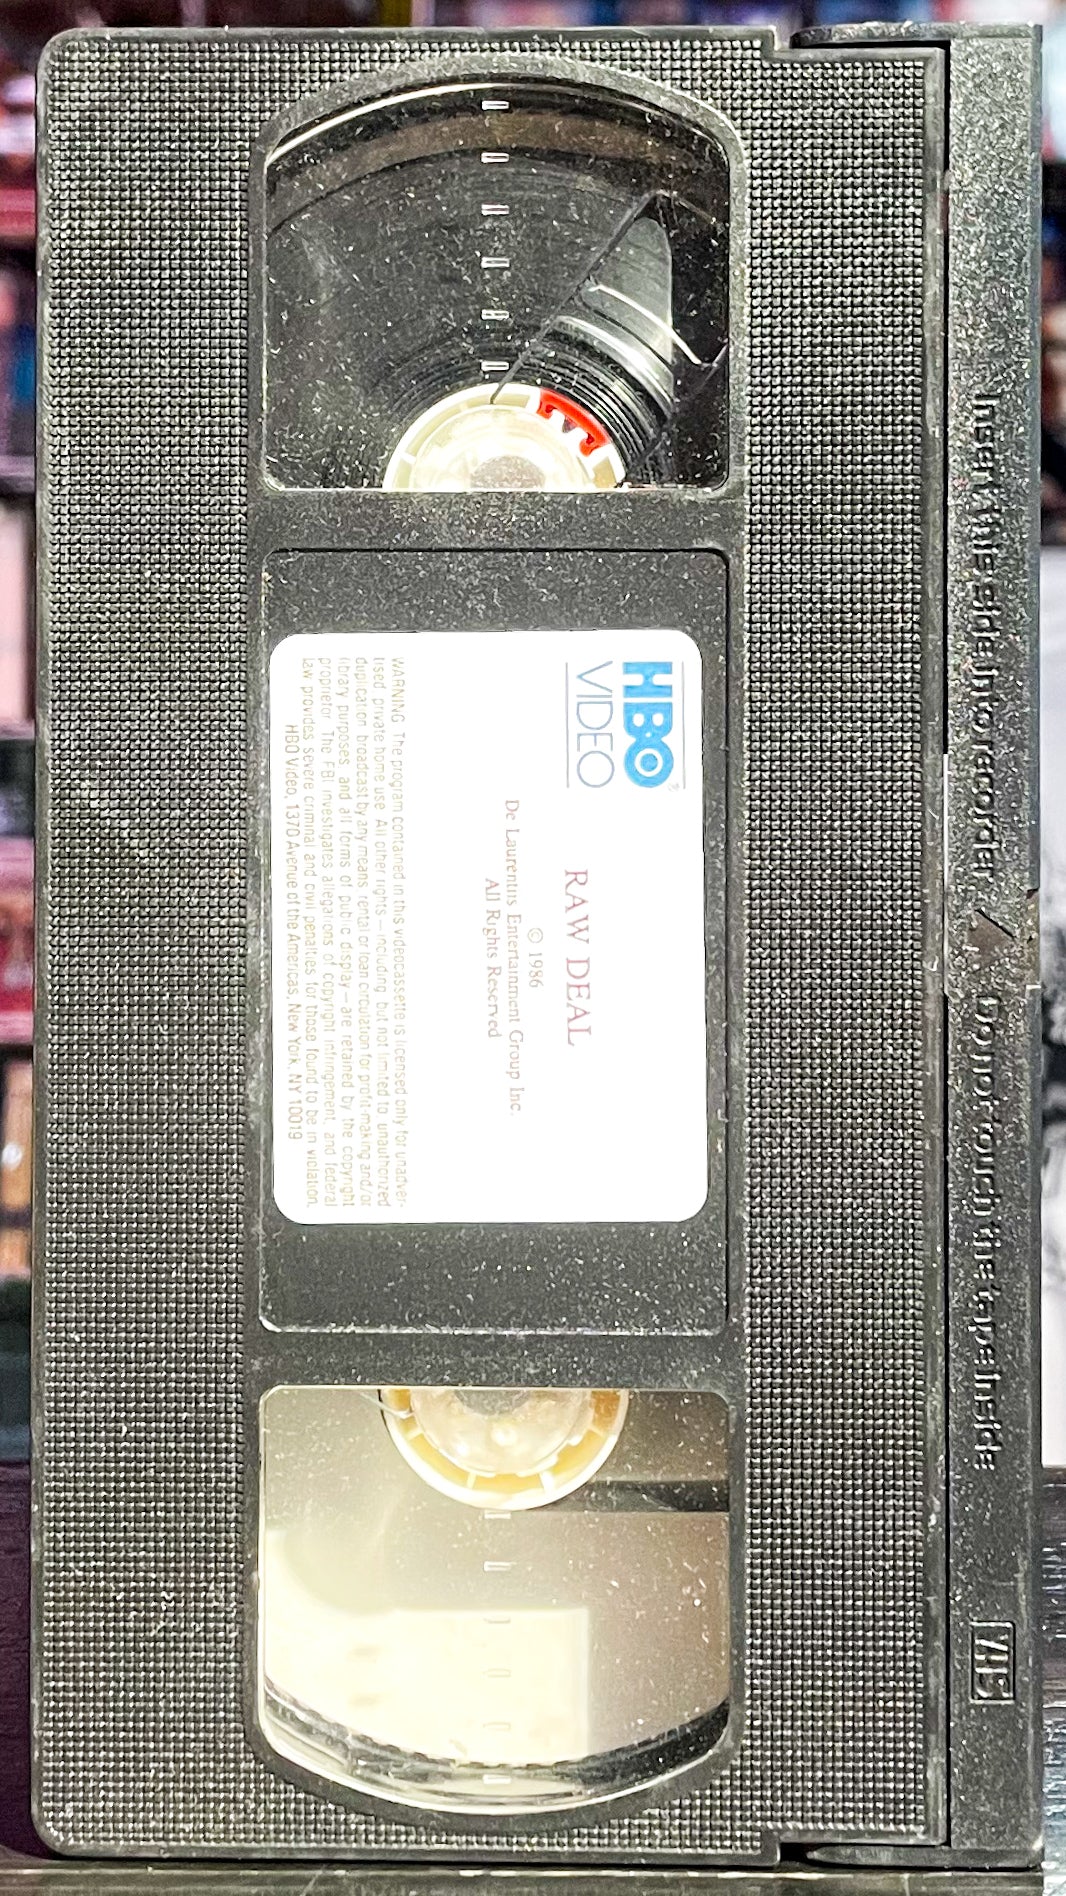 Insert this side into recorder
Do not touch the tape inside
VHS
HBO®
VIDEO
RAW DEAL
© 1986
De Laurentiis Entertainment Group Inc.
All Rights Reserved
WARNING The program contained in this videocassette is licensed only for unadver-
tised, private home use. All other rights — including, but not limited to unauthorized
duplication broadcast by any means, rental or loan circulation for profit-making and/or
library purposes, and all forms of public display — are retained by the copyright
proprietor. The FBI investigates allegations of copyright infringement, and federal
law provides severe criminal and civil penalties for those found to be in violation.
HBO Video, 1370 Avenue of the Americas, New York, NY 10019